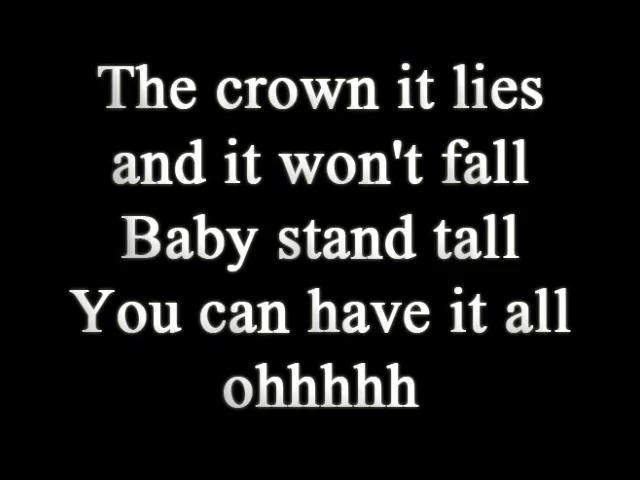 The crown it lies
and it won't fall
Baby stand tall
You can have it all
ohhhhh